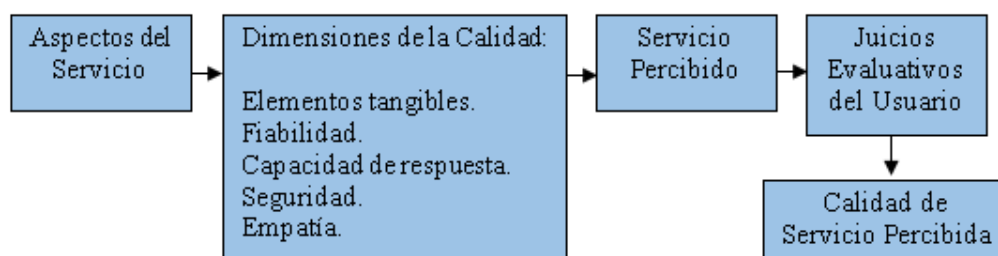 Aspectos del
Servicio
Dimensiones de la Calidad:
Elementos tangibles.
Fiabilidad.
Capacidad de respuesta.
Seguridad.
Empatía.
Servicio
Percibido
Juicios
Evaluativos
del Usuario
Calidad de
Servicio Percibida